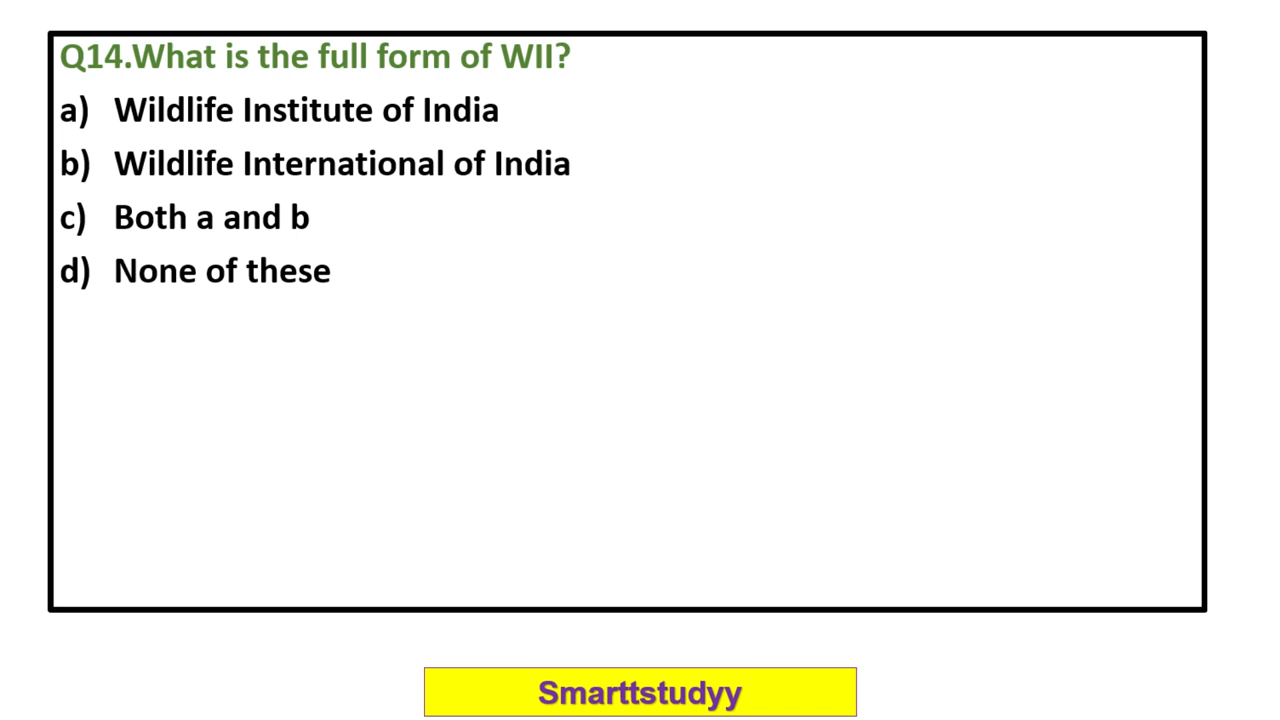 Q14.What is the full form of WII?
a) Wildlife Institute of India
b) Wildlife International of India
c) Both a and b
d) None of these
Smarttstudyy